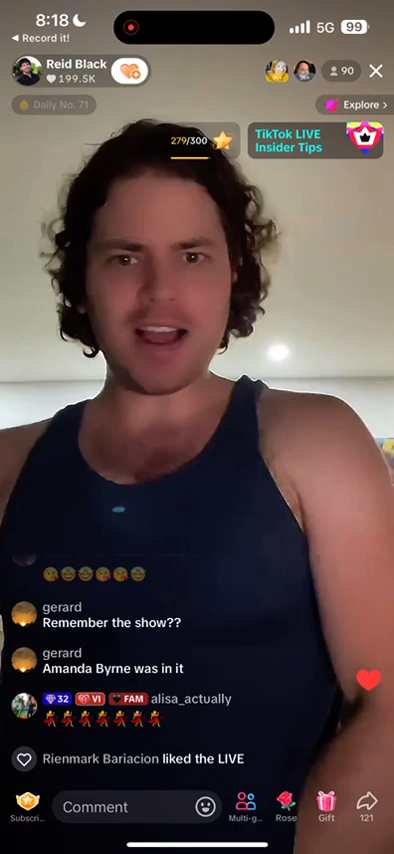 8:18
5G
99
◀ Record it!
Reid Black
199.5K
90
Daily No. 71
Explore >
279/300
TikTok LIVE
Insider Tips
gerard
Remember the show??
gerard
Amanda Byrne was in it
32 VI FAM alisa_actually
Rienmark Bariacion liked the LIVE
Subscri...
Comment
Multi-g...
Rose
Gift
121